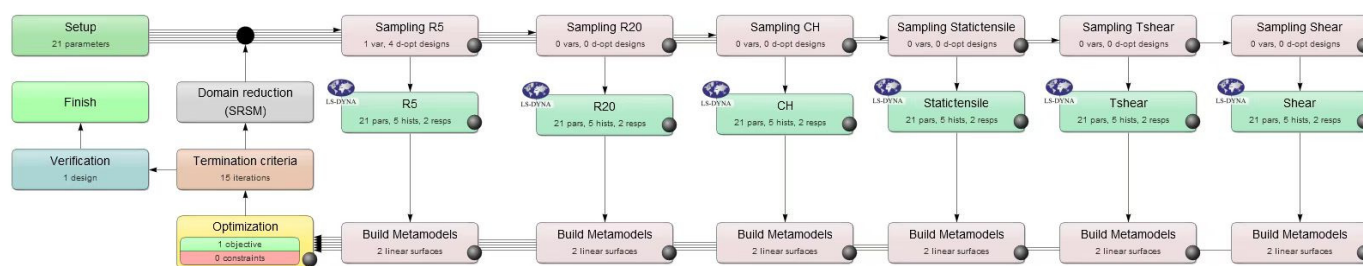 Setup
21 parameters
Sampling R5
1 var, 4 d-opt designs
Sampling R20
0 vars, 0 d-opt designs
Sampling CH
0 vars, 0 d-opt designs
Sampling Statictensile
0 vars, 0 d-opt designs
Sampling Tshear
0 vars, 0 d-opt designs
Sampling Shear
0 vars, 0 d-opt designs
Finish
Domain reduction
(SRSM)
LS-DYNA
R5
21 pars, 5 hists, 2 resps
LS-DYNA
R20
21 pars, 5 hists, 2 resps
LS-DYNA
CH
21 pars, 5 hists, 2 resps
LS-DYNA
Statictensile
21 pars, 5 hists, 2 resps
LS-DYNA
Tshear
21 pars, 5 hists, 2 resps
LS-DYNA
Shear
21 pars, 5 hists, 2 resps
Verification
1 design
Termination criteria
15 iterations
Optimization
1 objective
0 constraints
Build Metamodels
2 linear surfaces
Build Metamodels
2 linear surfaces
Build Metamodels
2 linear surfaces
Build Metamodels
2 linear surfaces
Build Metamodels
2 linear surfaces
Build Metamodels
2 linear surfaces